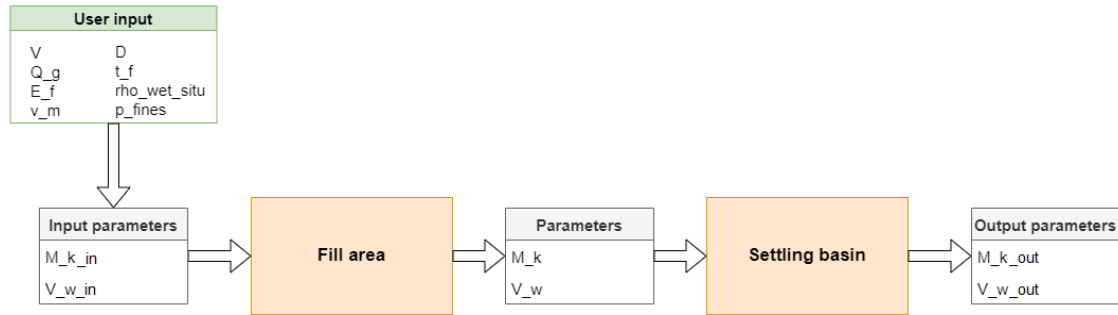 User input
V D
Q_g t_f
E_f rho_wet_situ
v_m p_fines
Input parameters
M_k_in
V_w_in
Fill area
Parameters
M_k
V_w
Settling basin
Output parameters
M_k_out
V_w_out